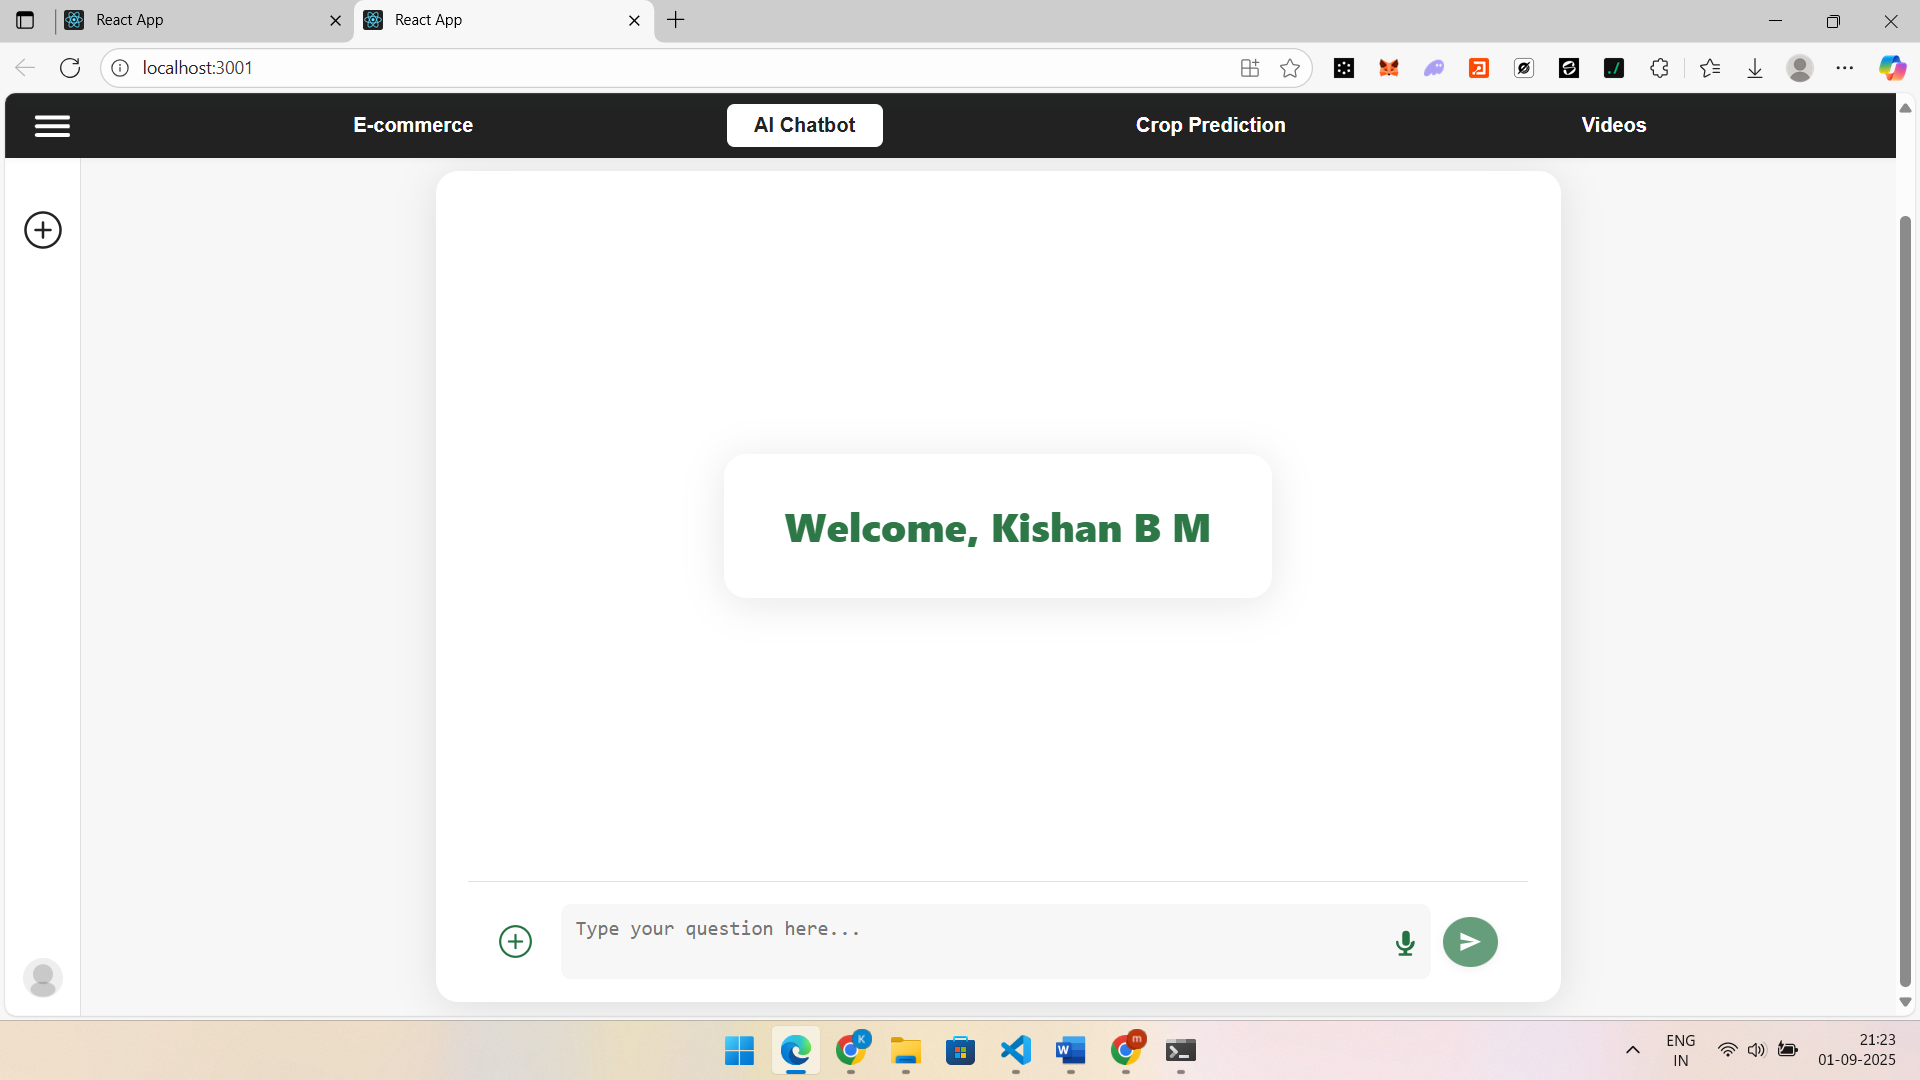 React App
React App
localhost:3001
E-commerce
AI Chatbot
Crop Prediction
Videos
Welcome, Kishan B M
Type your question here...
K
W
m
ENG
IN
21:23
01-09-2025